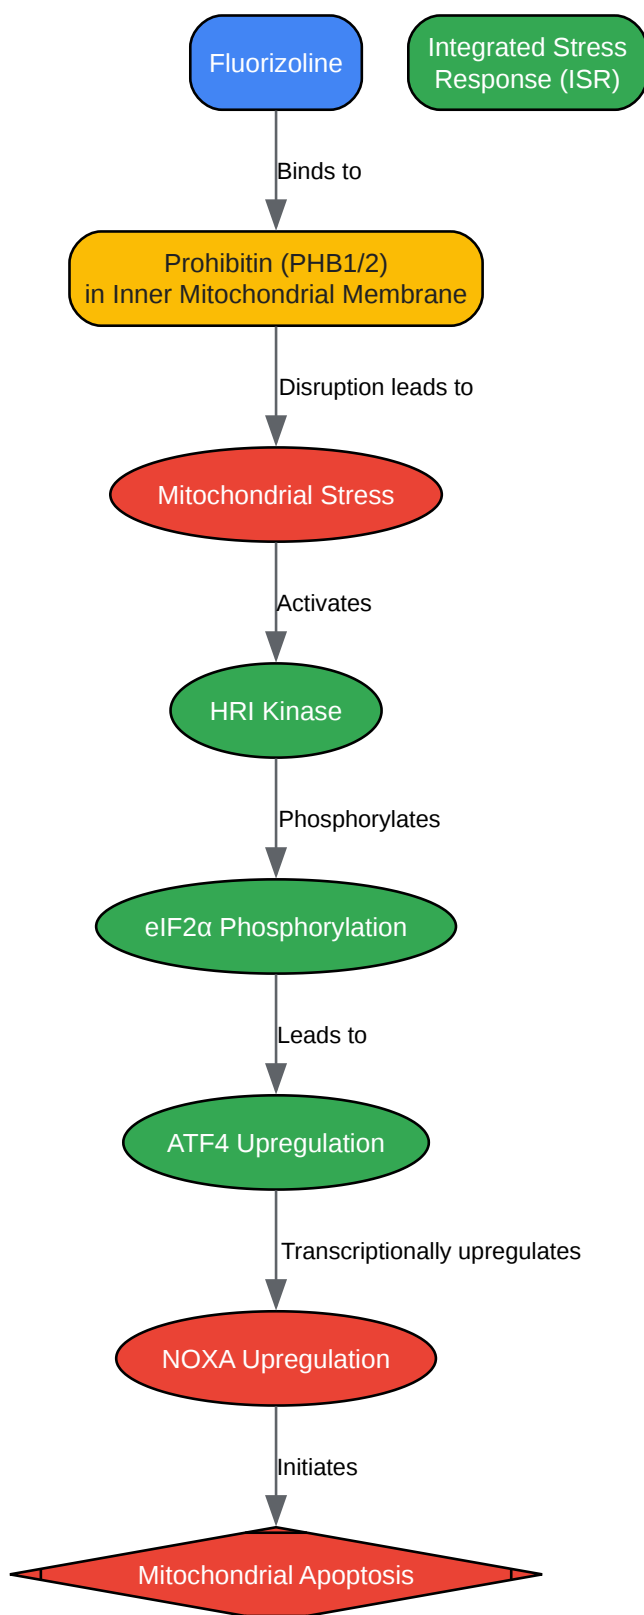 Fluorizoline
Integrated Stress
Response (ISR)
Binds to
Prohibitin (PHB1/2)
in Inner Mitochondrial Membrane
Disruption leads to
Mitochondrial Stress
Activates
HRI Kinase
Phosphorylates
eIF2α Phosphorylation
Leads to
ATF4 Upregulation
Transcriptionally upregulates
NOXA Upregulation
Initiates
Mitochondrial Apoptosis